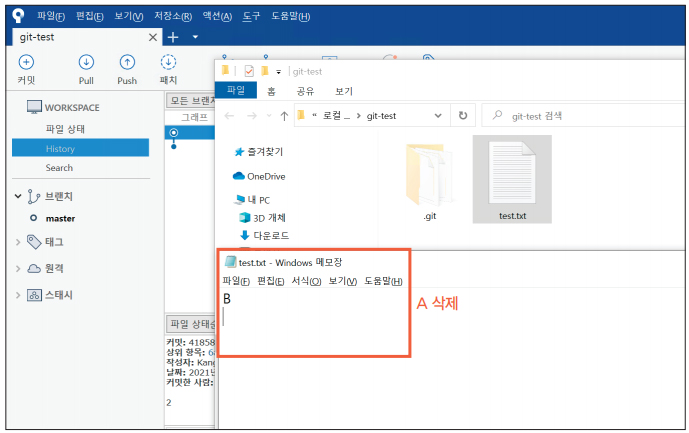 파일(F) 편집(E) 보기(V) 저장소(R) 액션(A) 도구 도움말(H)
git-test
커밋 Pull Push 패치
WORKSPACE
파일 상태
History
Search
브랜치
master
태그
원격
스태시
모든 브랜치
그래프
파일 상태순
커밋: 41858
상위 항목: 6
작성자: Kang
날짜: 2021년
커밋한 사람:
2
git-test
파일 홈 공유 보기
« 로컬 ... git-test
git-test 검색
즐겨찾기
OneDrive
내 PC
3D 개체
다운로드
.git
test.txt
test.txt - Windows 메모장
파일(F) 편집(E) 서식(O) 보기(V) 도움말(H)
B
A 삭제